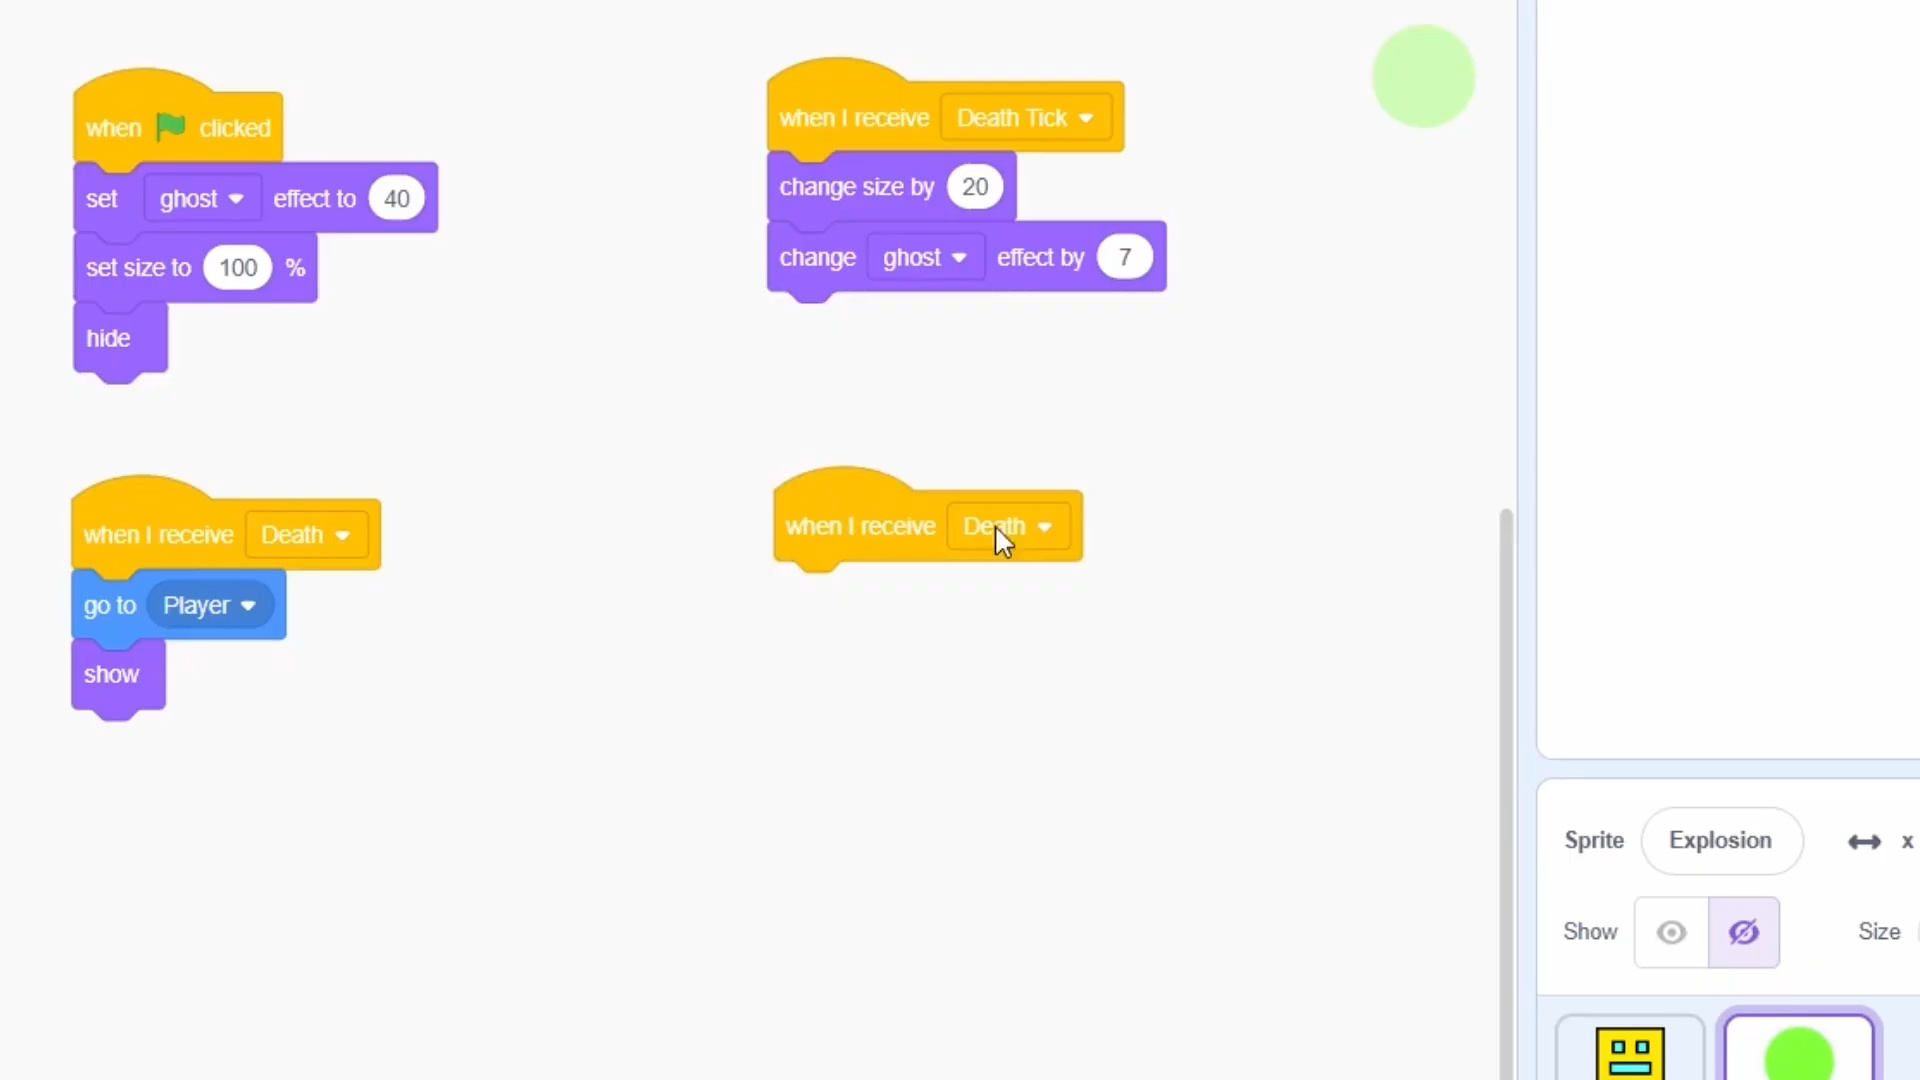 when clicked
set ghost effect to 40
set size to 100 %
hide
when I receive Death Tick
change size by 20
change ghost effect by 7
when I receive Death
go to Player
show
when I receive Death
Sprite Explosion x
Show Size